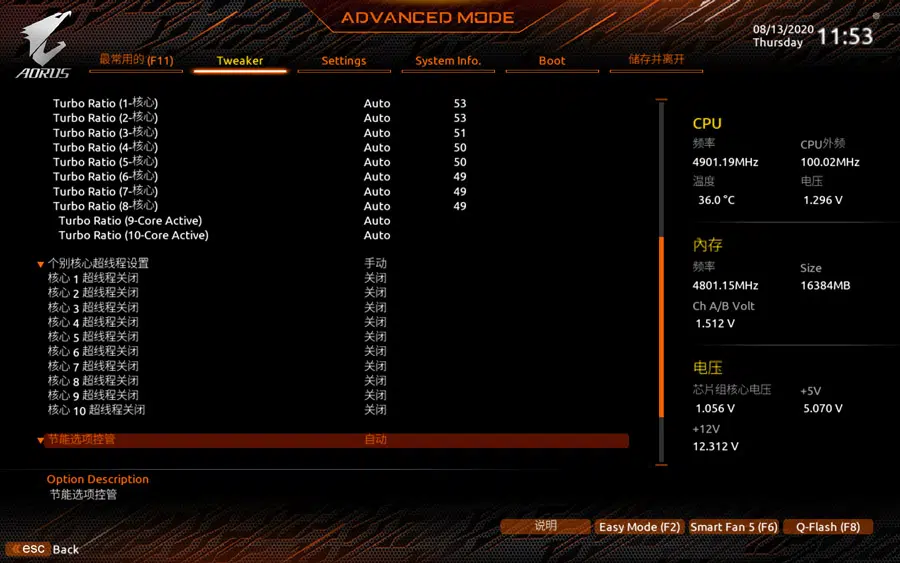 ADVANCED MODE
AORUS
08/13/2020
Thursday
11:53
最常用的 (F11) Tweaker Settings System Info. Boot 储存并离开
Turbo Ratio (1-核心) Auto 53
Turbo Ratio (2-核心) Auto 53
Turbo Ratio (3-核心) Auto 51
Turbo Ratio (4-核心) Auto 50
Turbo Ratio (5-核心) Auto 50
Turbo Ratio (6-核心) Auto 49
Turbo Ratio (7-核心) Auto 49
Turbo Ratio (8-核心) Auto 49
Turbo Ratio (9-Core Active) Auto
Turbo Ratio (10-Core Active) Auto
个别核心超线程设置 手动
核心 1 超线程关闭 关闭
核心 2 超线程关闭 关闭
核心 3 超线程关闭 关闭
核心 4 超线程关闭 关闭
核心 5 超线程关闭 关闭
核心 6 超线程关闭 关闭
核心 7 超线程关闭 关闭
核心 8 超线程关闭 关闭
核心 9 超线程关闭 关闭
核心 10 超线程关闭 关闭
节能选项控管 自动
CPU
频率 CPU外频
4901.19MHz 100.02MHz
温度 电压
36.0 °C 1.296 V
内存
频率 Size
4801.15MHz 16384MB
Ch A/B Volt
1.512 V
电压
芯片组核心电压 +5V
1.056 V 5.070 V
+12V
12.312 V
Option Description
节能选项控管
说明 Easy Mode (F2) Smart Fan 5 (F6) Q-Flash (F8)
esc Back